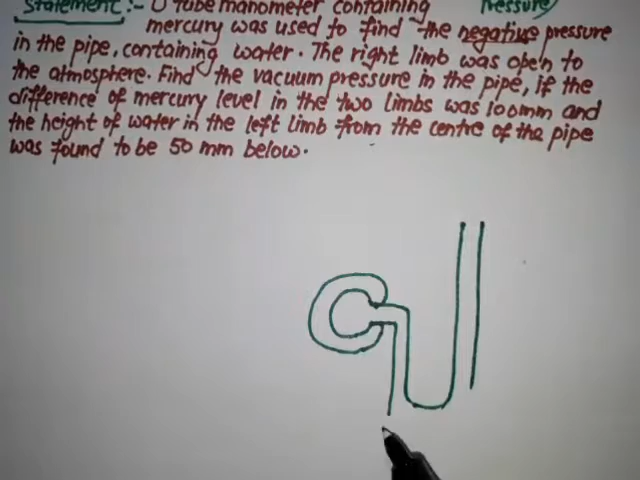 Statement:- U tube manometer containing Pressure
mercury was used to find the negative pressure
in the pipe, containing water. The right limb was open to
the atmosphere. Find the vacuum pressure in the pipe, if the
difference of mercury level in the two limbs was 100mm and
the height of water in the left limb from the centre of the pipe
was found to be 50 mm below.